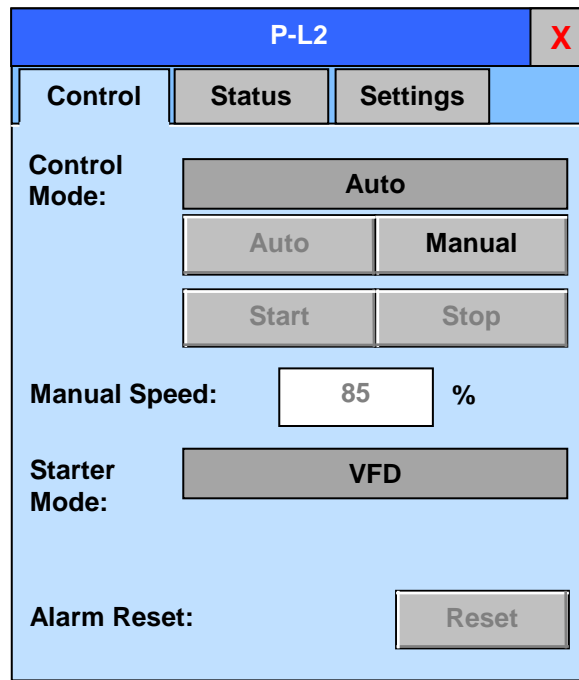 P-L2 X
Control Status Settings
Control
Mode:
Auto
Auto Manual
Start Stop
Manual Speed: 85 %
Starter
Mode:
VFD
Alarm Reset: Reset